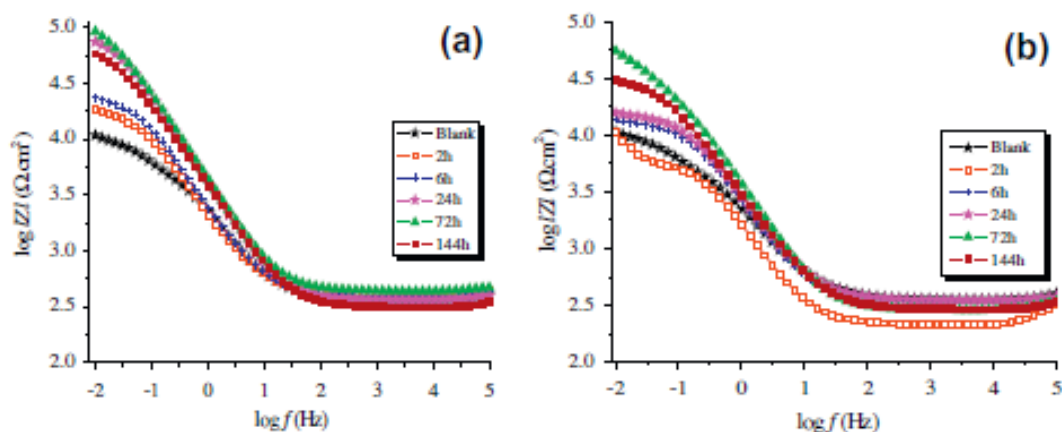 (a)
5.0
4.5
4.0
3.5
3.0
2.5
2.0
log |Z| (Ωcm²)
Blank
2h
6h
24h
72h
144h
-2 -1 0 1 2 3 4 5
log f (Hz)
(b)
5.0
4.5
4.0
3.5
3.0
2.5
2.0
log |Z| (Ωcm²)
Blank
2h
6h
24h
72h
144h
-2 -1 0 1 2 3 4 5
log f (Hz)